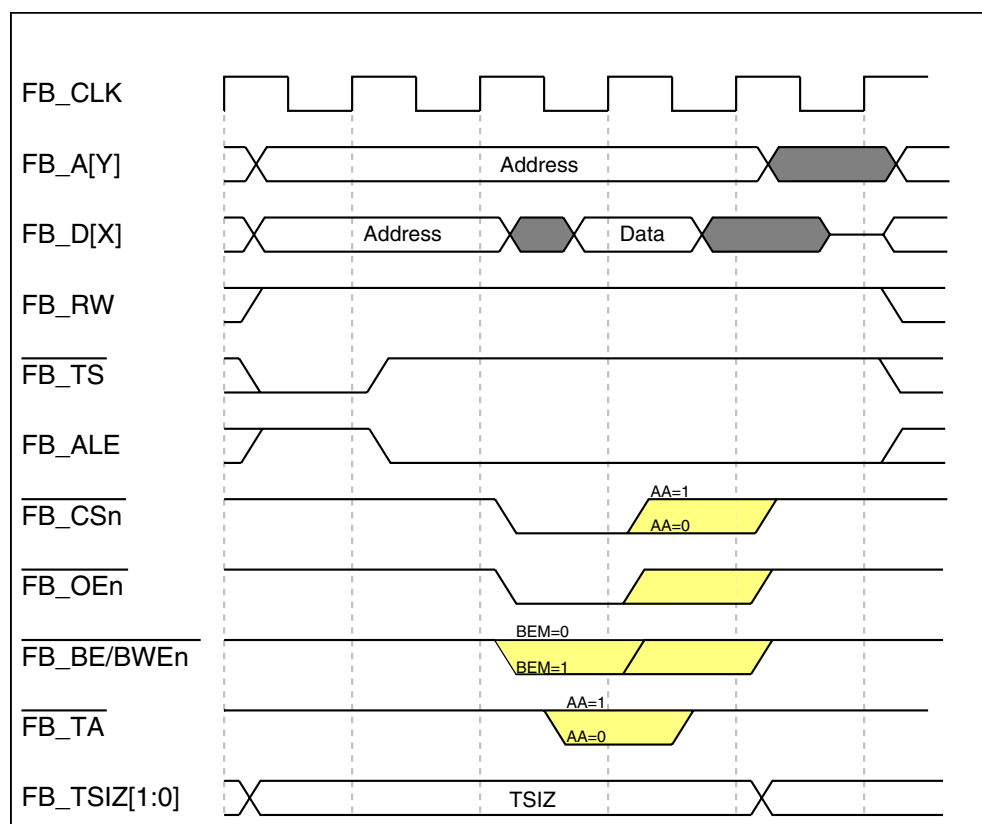 FB_CLK
FB_A[Y]
Address
FB_D[X]
Address
Data
FB_RW
FB_TS
FB_ALE
FB_CSn
AA=1
AA=0
FB_OEn
FB_BE/BWEn
BEM=0
BEM=1
FB_TA
AA=1
AA=0
FB_TSIZ[1:0]
TSIZ